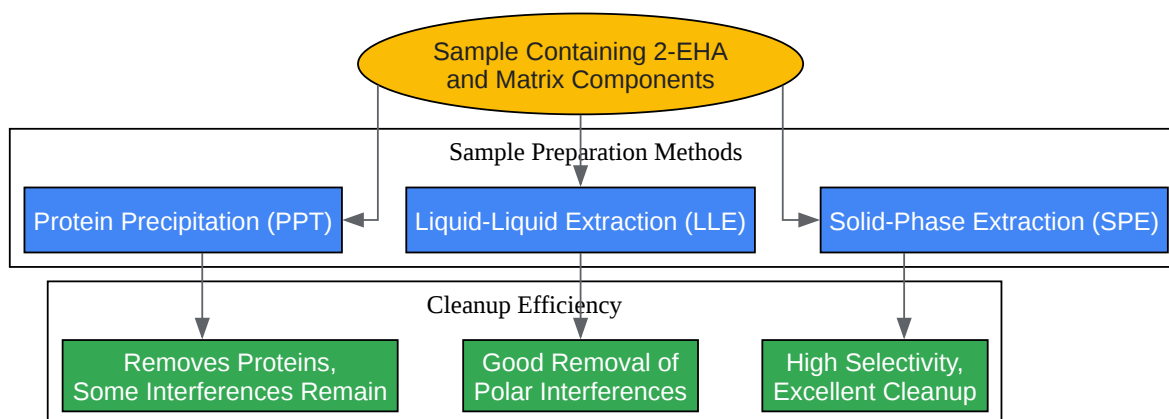 Sample Containing 2-EHA
and Matrix Components
Sample Preparation Methods
Protein Precipitation (PPT)
Liquid-Liquid Extraction (LLE)
Solid-Phase Extraction (SPE)
Cleanup Efficiency
Removes Proteins,
Some Interferences Remain
Good Removal of
Polar Interferences
High Selectivity,
Excellent Cleanup